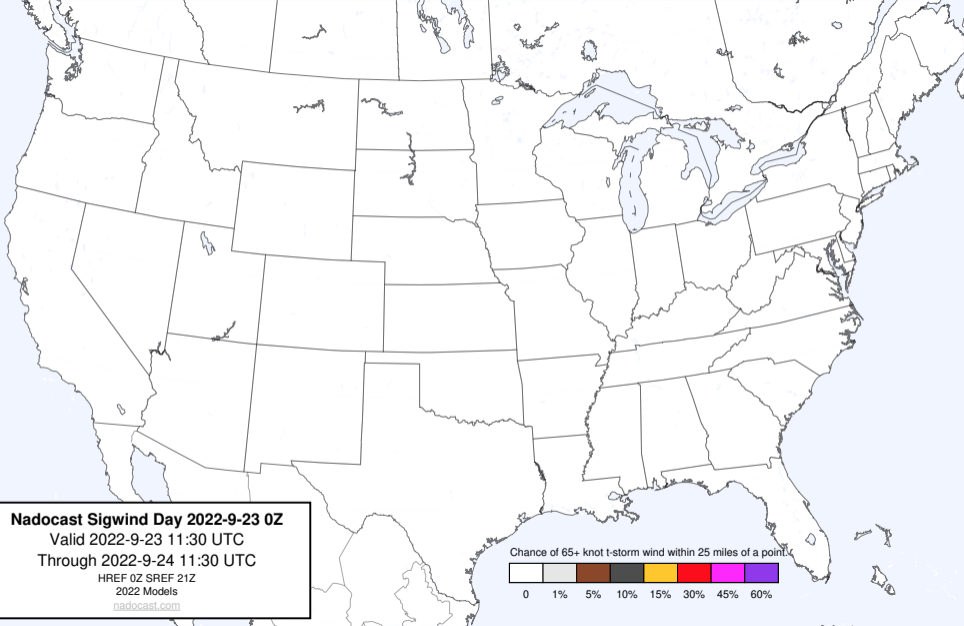 Nadocast Sigwind Day 2022-9-23 0Z
Valid 2022-9-23 11:30 UTC
Through 2022-9-24 11:30 UTC
HREF 0Z SREF 21Z
2022 Models
nadocast.com
Chance of 65+ knot t-storm wind within 25 miles of a point.
0 1% 5% 10% 15% 30% 45% 60%